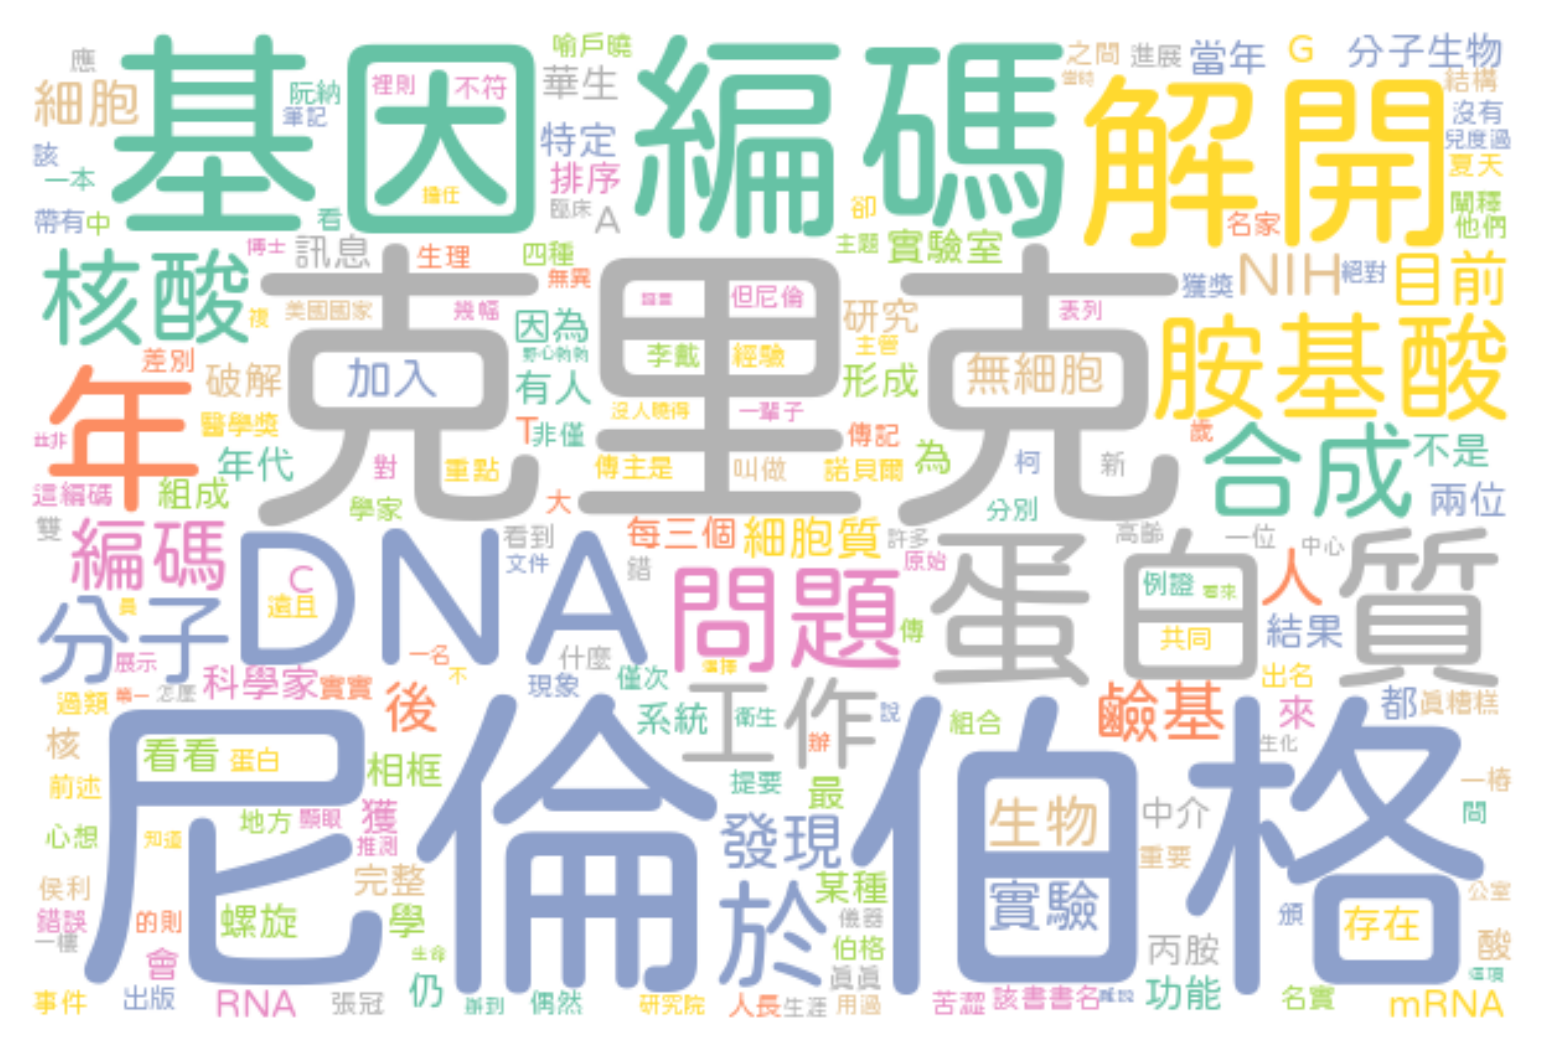 應
喻戶曉
之間
進展
當年
G
分子生物
細胞
基因編碼
阮納
裡則
不符
華生
解開
結構
筆記
特定
沒有
兒度過
該
一本
排序
夏天
擔任
臨床
A
卻
闡釋
帶有
中
看
名家
他們
核酸
博士
訊息
生理
四種
主題
實驗室
無異
獲獎
NIH
絕對
目前
克里克
美國國家
幾幅
但尼倫
研究
表列
複
因為
主管
胺基酸
差別
野心勃勃
李戴
經驗
年
破解
加入
有人
形成
無細胞
醫學獎
沒人曉得
一輩子
T
非僅
傳記
歲
並非
年代
對
重點
傳主是
叫做
諾貝爾
為
柯
新
合成
不是
這編碼
組成
學家
大
分別
兩位
雙
編碼
DNA
看到
每三個
細胞質
許多
高齡
一位
中心
文件
錯
原始
問題
蛋白質
人
C
例證
看來
分子
員
這且
傳
共同
結果
展示
一名
什麼
選擇
科學家
實實
不
現象
僅次
出名
過類
第一
怎麼
後
工作
鹼基
來
都
真糟糕
尼倫伯格
系統
衛生
說
組合
核
看看
蛋白
相框
辦
生化
前述
提要
最
一樁
心想
地方
顯眼
獲
發現
生物
中介
問
知道
推測
重要
侯利
完整
某種
公室
錯誤
的則
螺旋
學
於
儀器
實驗
頒
存在
一樓
伯格
丙胺
酸
會
生命
真真
事件
出版
RNA
張冠
仍
辦到
偶然
研究院
人長
生涯
用過
苦澀
該書書名
功能
名實
mRNA